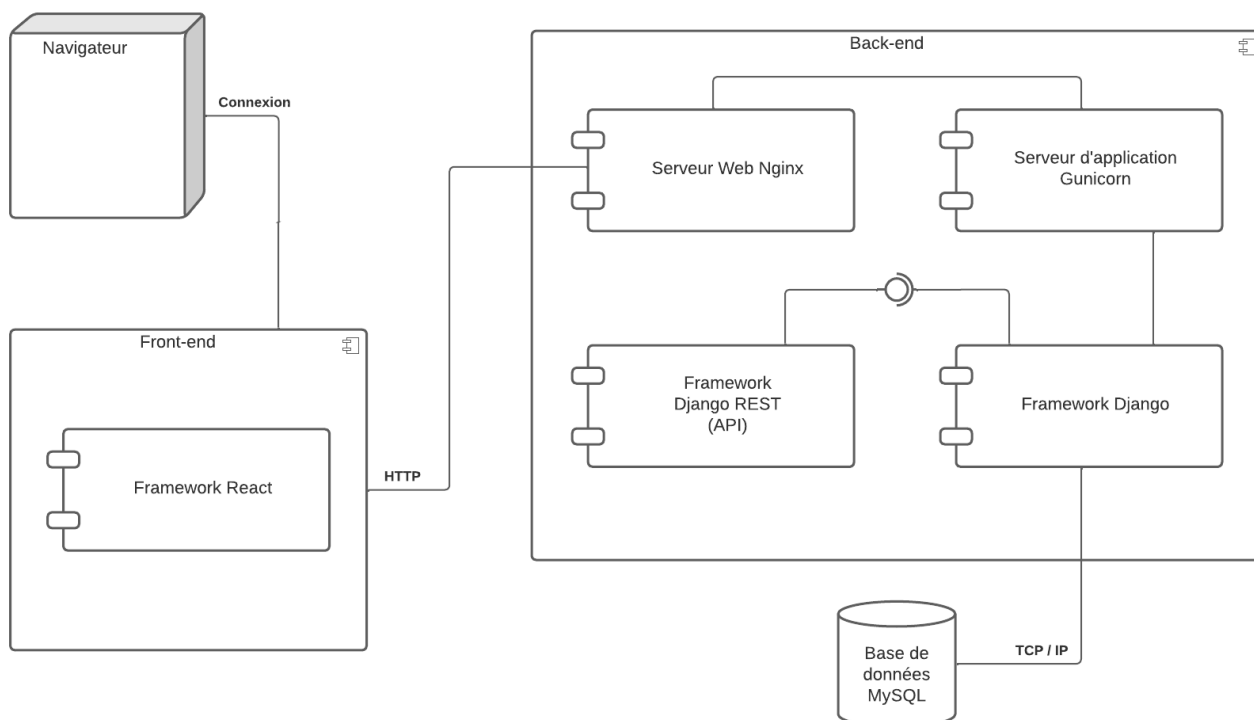 Navigateur
Connexion
Back-end
Serveur Web Nginx
Serveur d'application
Gunicorn
Front-end
Framework React
HTTP
Framework
Django REST
(API)
Framework Django
Base de
données
MySQL
TCP / IP